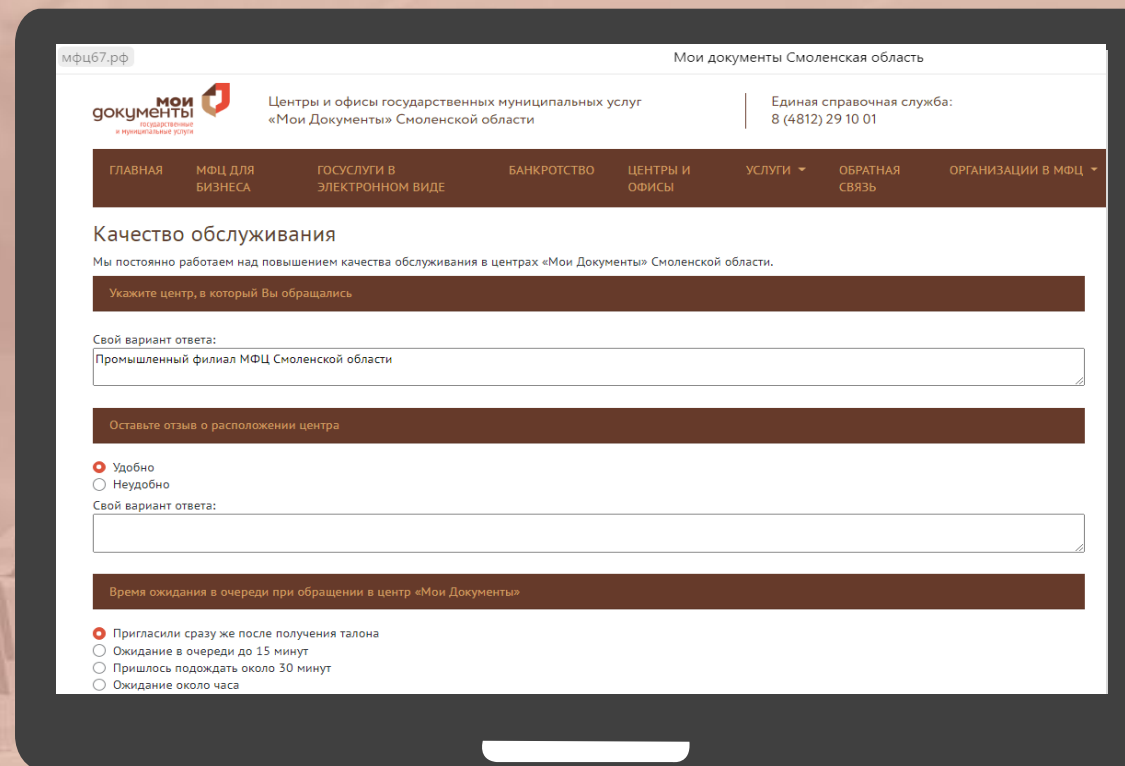 мфц67.рф
Мои документы Смоленская область
мои
документы
государственные
и муниципальные услуги
Центры и офисы государственных муниципальных услуг
«Мои Документы» Смоленской области
Единая справочная служба:
8 (4812) 29 10 01
ГЛАВНАЯ
МФЦ ДЛЯ
БИЗНЕСА
ГОСУСЛУГИ В
ЭЛЕКТРОННОМ ВИДЕ
БАНКРОТСТВО
ЦЕНТРЫ И
ОФИСЫ
УСЛУГИ
ОБРАТНАЯ
СВЯЗЬ
ОРГАНИЗАЦИИ В МФЦ
Качество обслуживания
Мы постоянно работаем над повышением качества обслуживания в центрах «Мои Документы» Смоленской области.
Укажите центр, в который Вы обращались
Свой вариант ответа:
Промышленный филиал МФЦ Смоленской области
Оставьте отзыв о расположении центра
Удобно
Неудобно
Свой вариант ответа:
Время ожидания в очереди при обращении в центр «Мои Документы»
Пригласили сразу же после получения талона
Ожидание в очереди до 15 минут
Пришлось подождать около 30 минут
Ожидание около часа